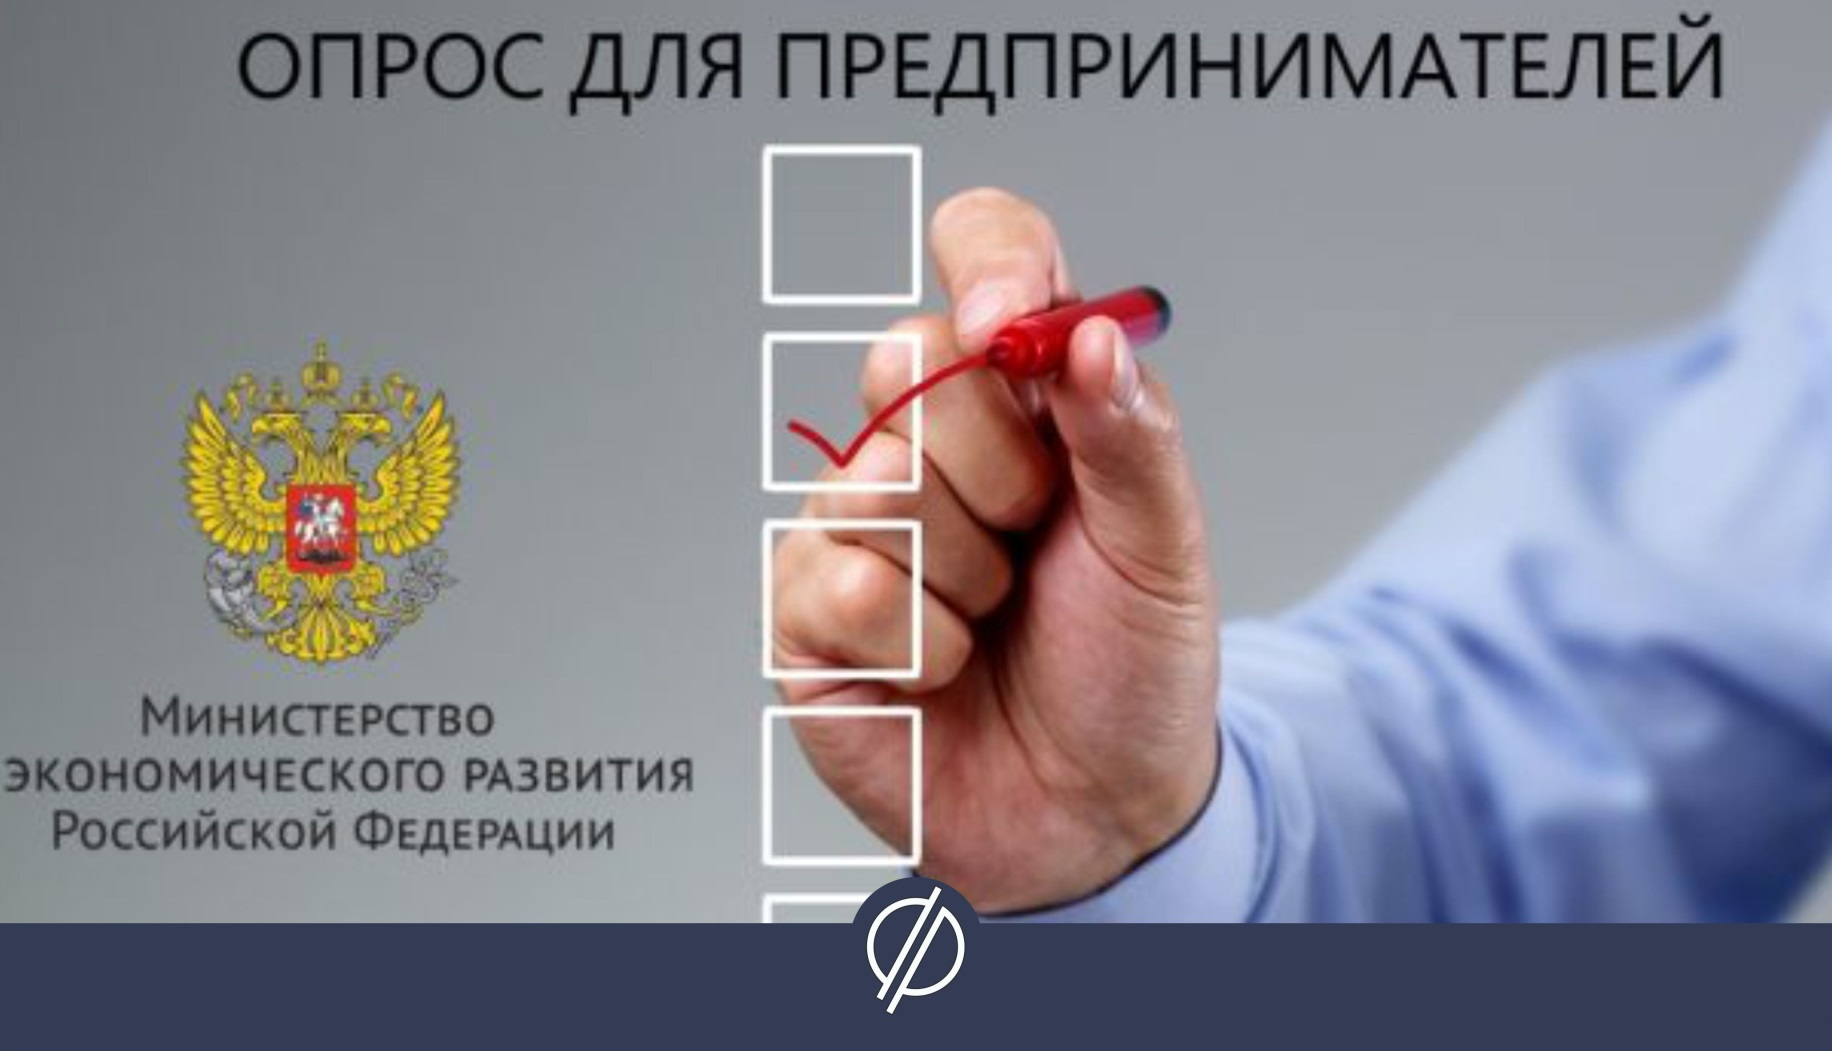 ОПРОС ДЛЯ ПРЕДПРИНИМАТЕЛЕЙ
Министерство
экономического развития
Российской Федерации